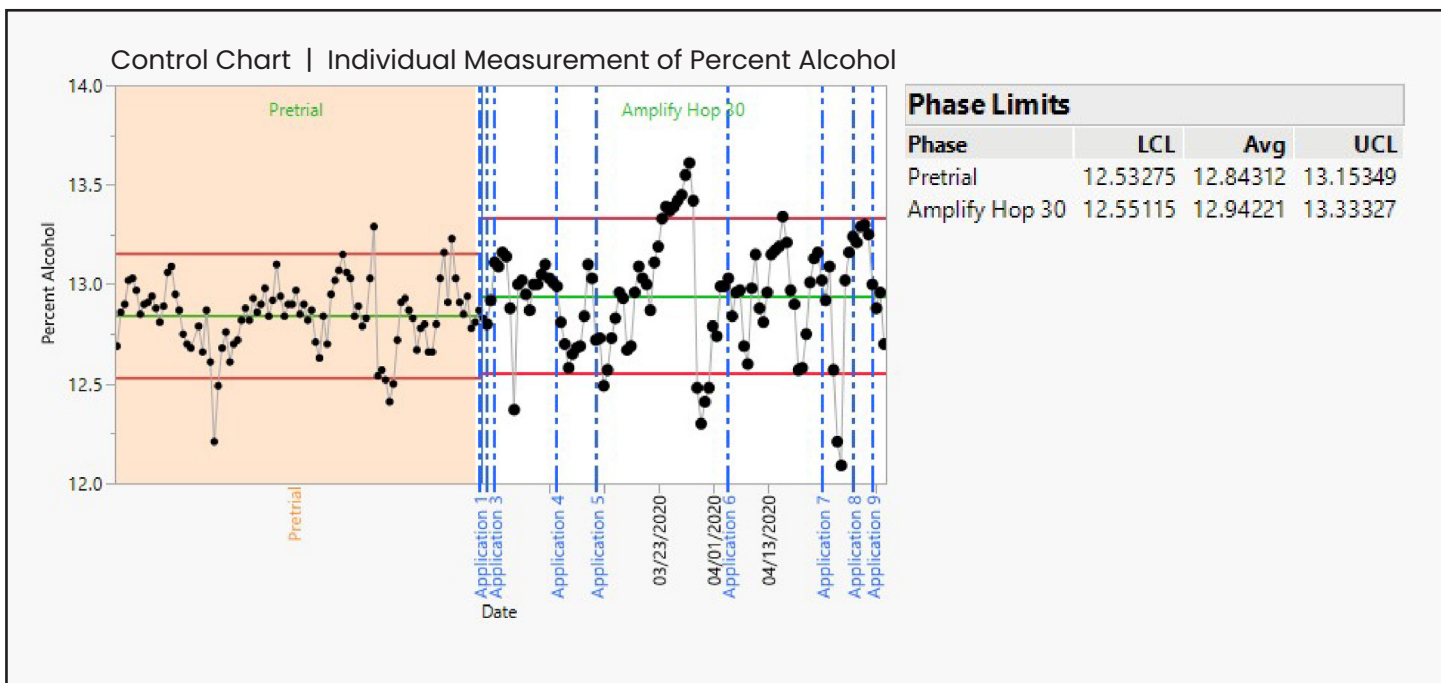 Control Chart | Individual Measurement of Percent Alcohol
14.0
13.5
13.0
12.5
12.0
Percent Alcohol
Pretrial
Amplify Hop 30
Pretrial
Application 1
Application 3
Application 4
Application 5
03/23/2020
04/01/2020
Application 6
04/13/2020
Application 7
Application 8
Application 9
Date
Phase Limits
Phase LCL Avg UCL
Pretrial 12.53275 12.84312 13.15349
Amplify Hop 30 12.55115 12.94221 13.33327